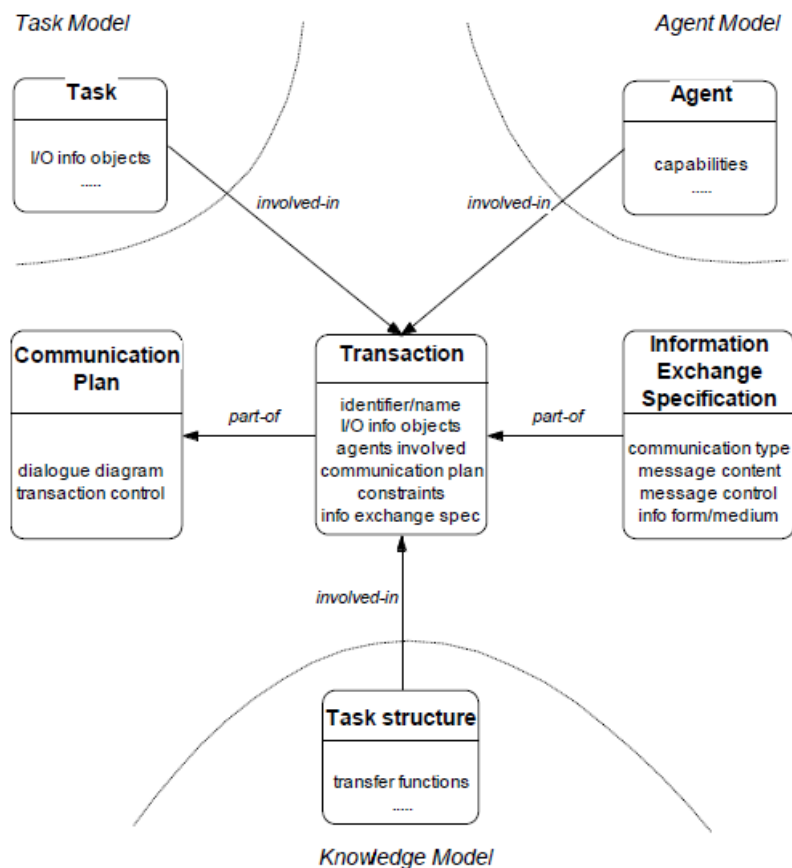 Task Model
Agent Model
Task
I/O info objects
.....
Agent
capabilities
.....
involved-in
involved-in
Communication
Plan
dialogue diagram
transaction control
part-of
Transaction
identifier/name
I/O info objects
agents involved
communication plan
constraints
info exchange spec
part-of
Information
Exchange
Specification
communication type
message content
message control
info form/medium
involved-in
Task structure
transfer functions
.....
Knowledge Model